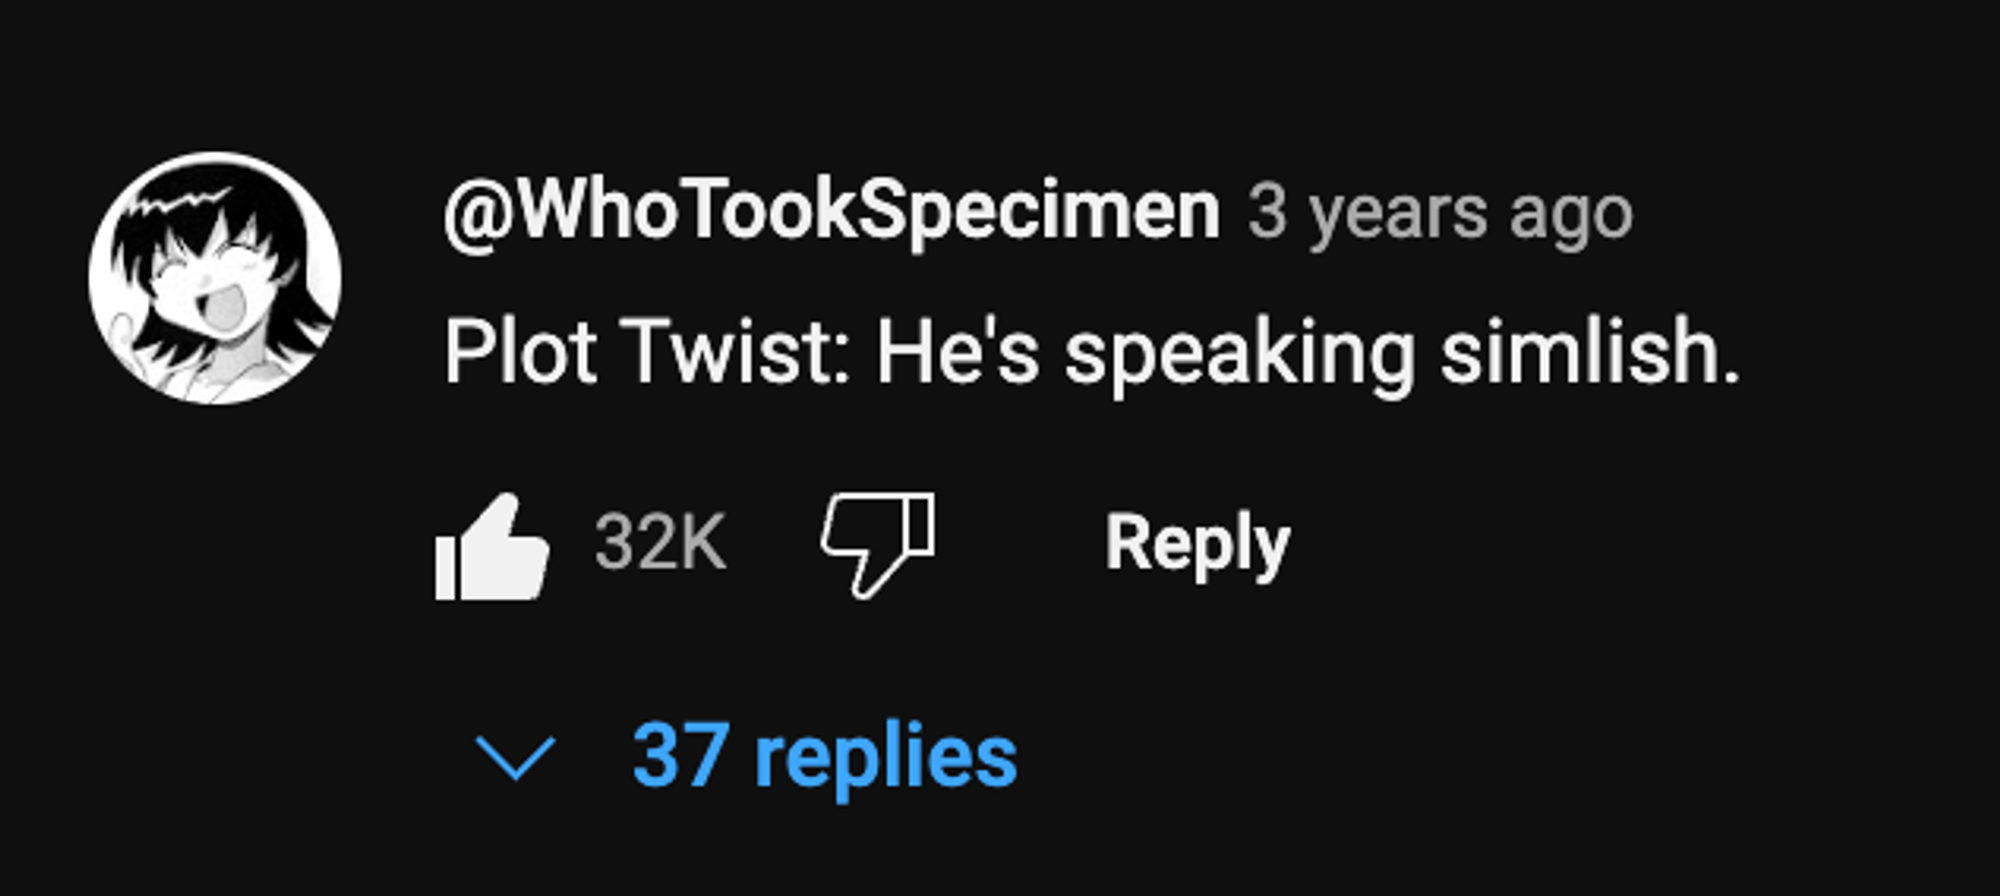 @WhoTookSpecimen 3 years ago
Plot Twist: He's speaking simlish.
32K Reply
37 replies